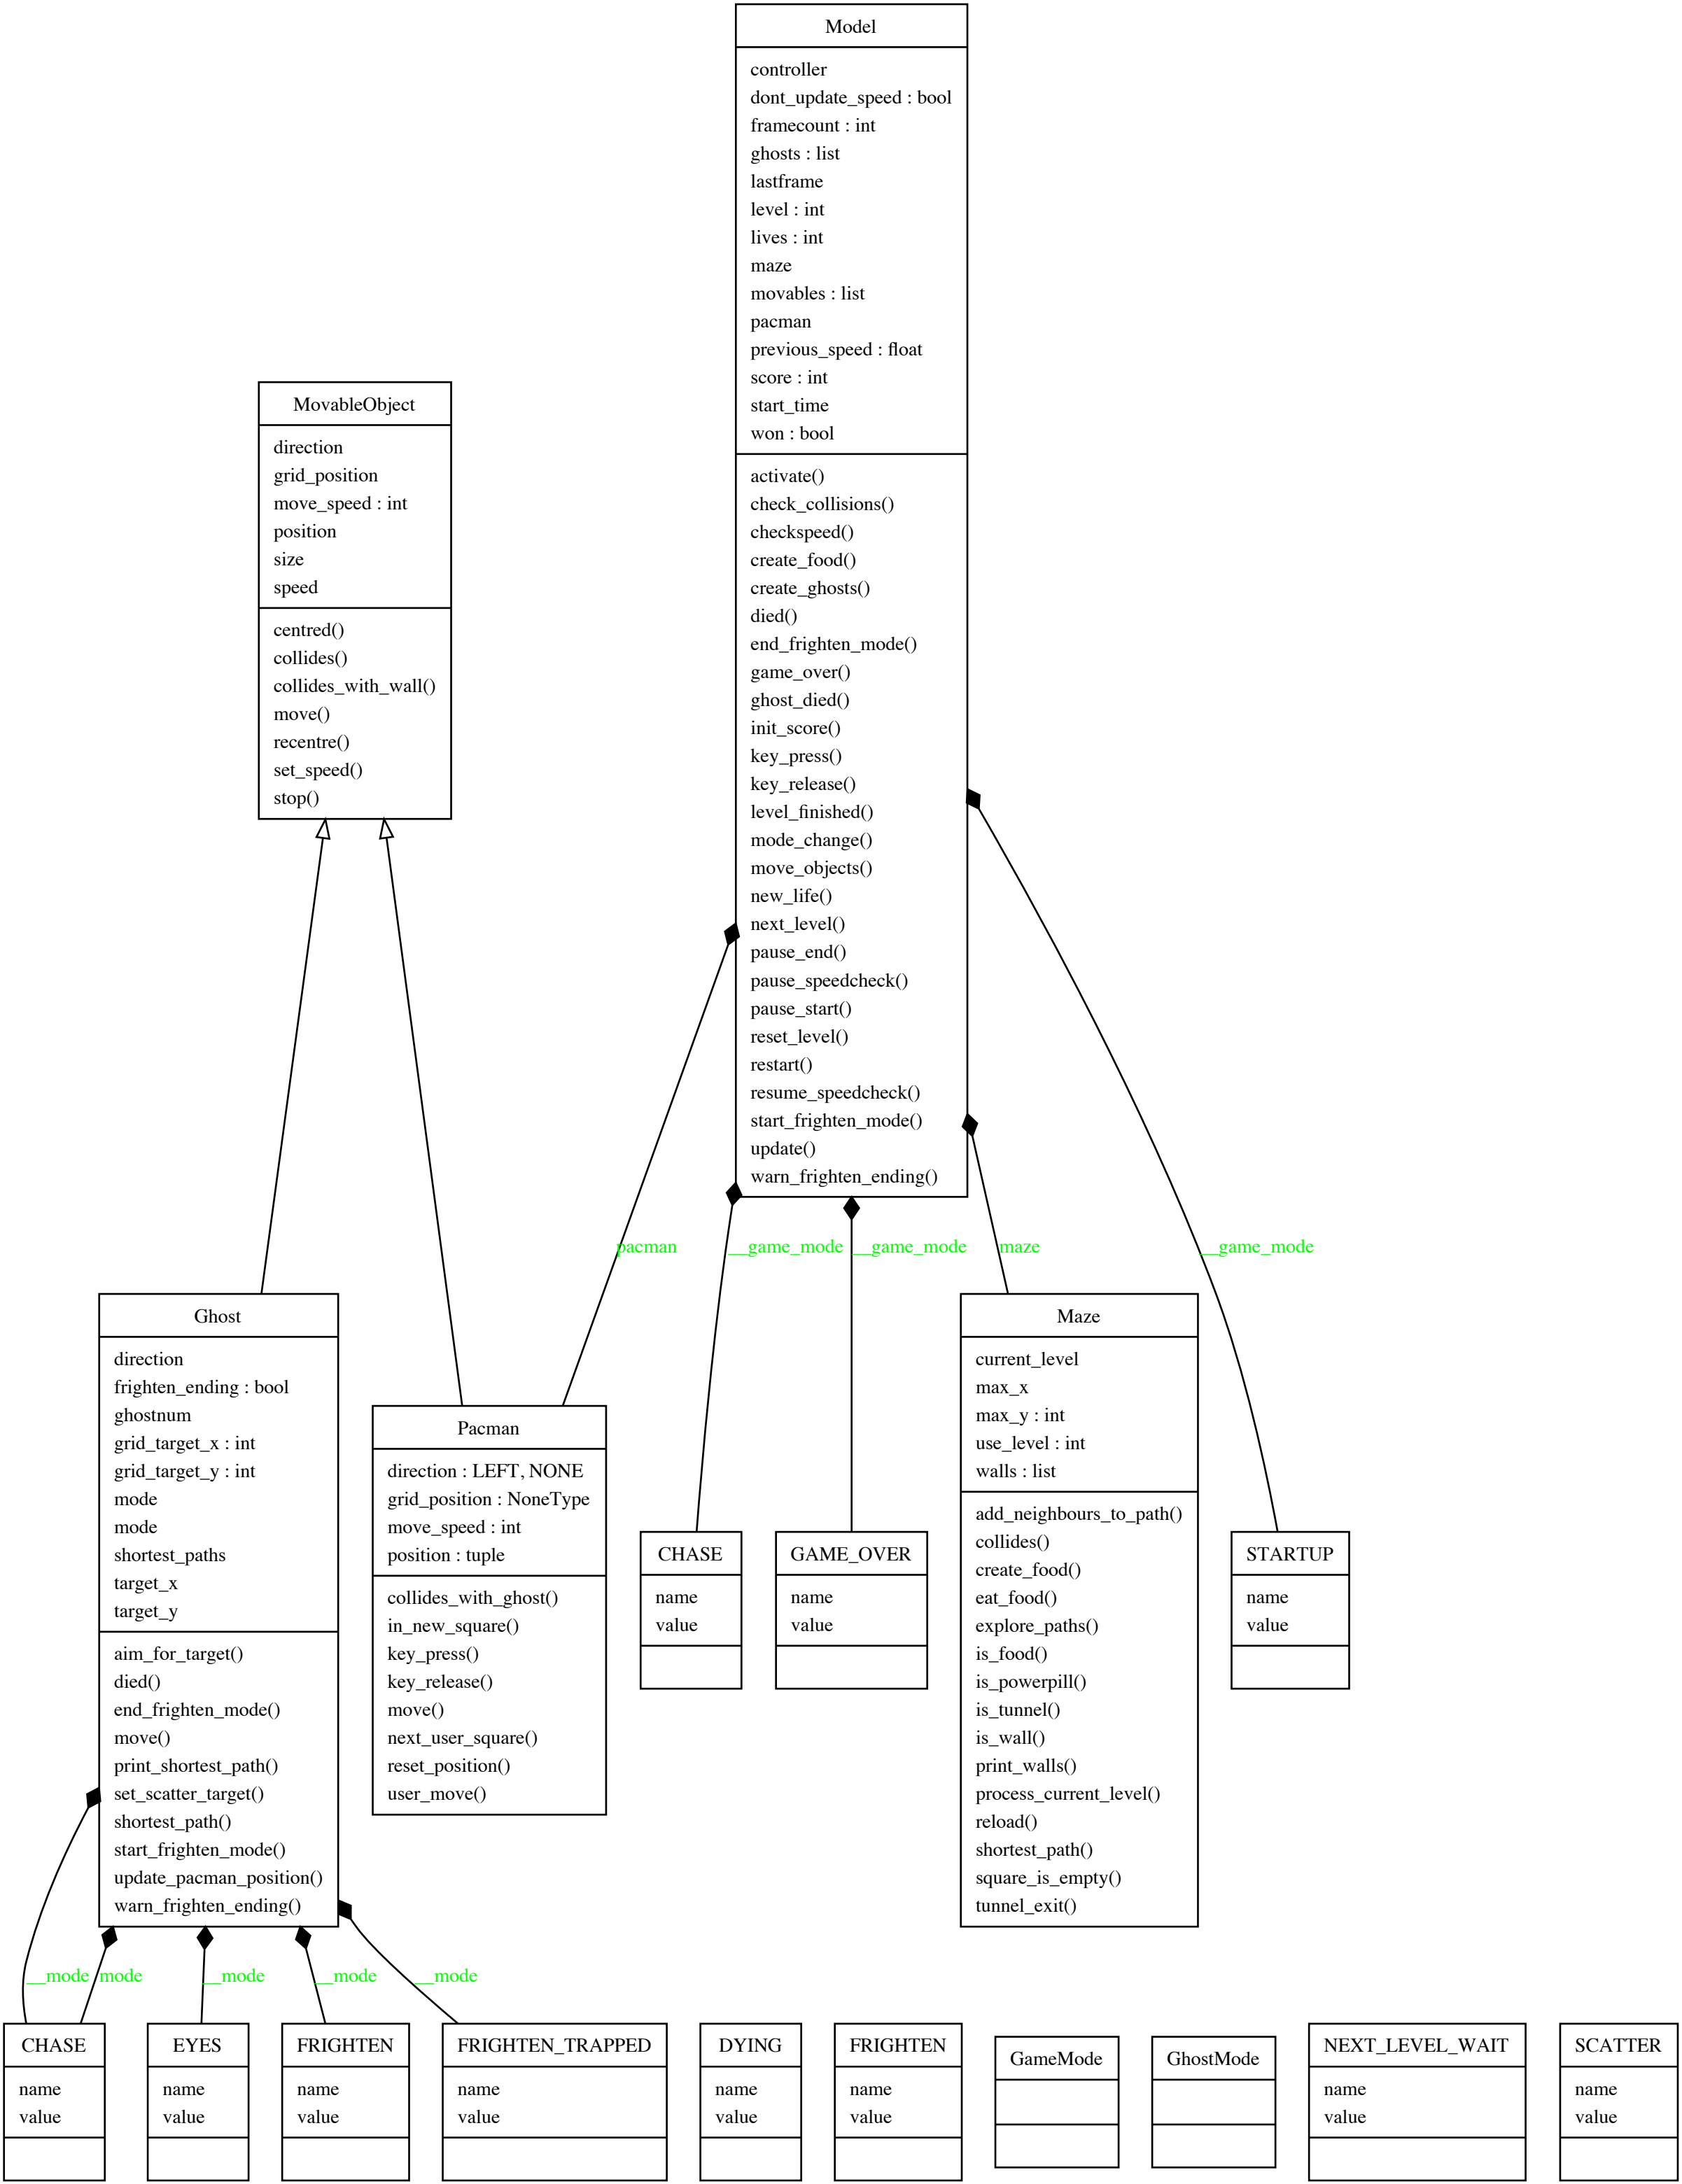 Model
controller
dont_update_speed : bool
framecount : int
ghosts : list
lastframe
level : int
lives : int
maze
movables : list
pacman
previous_speed : float
score : int
start_time
won : bool
activate()
check_collisions()
checkspeed()
create_food()
create_ghosts()
died()
end_frighten_mode()
game_over()
ghost_died()
init_score()
key_press()
key_release()
level_finished()
mode_change()
move_objects()
new_life()
next_level()
pause_end()
pause_speedcheck()
pause_start()
reset_level()
restart()
resume_speedcheck()
start_frighten_mode()
update()
warn_frighten_ending()
MovableObject
direction
grid_position
move_speed : int
position
size
speed
centred()
collides()
collides_with_wall()
move()
recentre()
set_speed()
stop()
pacman
__game_mode
__game_mode
maze
__game_mode
Ghost
direction
frighten_ending : bool
ghostnum
grid_target_x : int
grid_target_y : int
mode
mode
shortest_paths
target_x
target_y
aim_for_target()
died()
end_frighten_mode()
move()
print_shortest_path()
set_scatter_target()
shortest_path()
start_frighten_mode()
update_pacman_position()
warn_frighten_ending()
Pacman
direction : LEFT, NONE
grid_position : NoneType
move_speed : int
position : tuple
collides_with_ghost()
in_new_square()
key_press()
key_release()
move()
next_user_square()
reset_position()
user_move()
CHASE
name
value
GAME_OVER
name
value
Maze
current_level
max_x
max_y : int
use_level : int
walls : list
add_neighbours_to_path()
collides()
create_food()
eat_food()
explore_paths()
is_food()
is_powerpill()
is_tunnel()
is_wall()
print_walls()
process_current_level()
reload()
shortest_path()
square_is_empty()
tunnel_exit()
STARTUP
name
value
__mode
mode
__mode
__mode
__mode
CHASE
name
value
EYES
name
value
FRIGHTEN
name
value
FRIGHTEN_TRAPPED
name
value
DYING
name
value
FRIGHTEN
name
value
GameMode
GhostMode
NEXT_LEVEL_WAIT
name
value
SCATTER
name
value